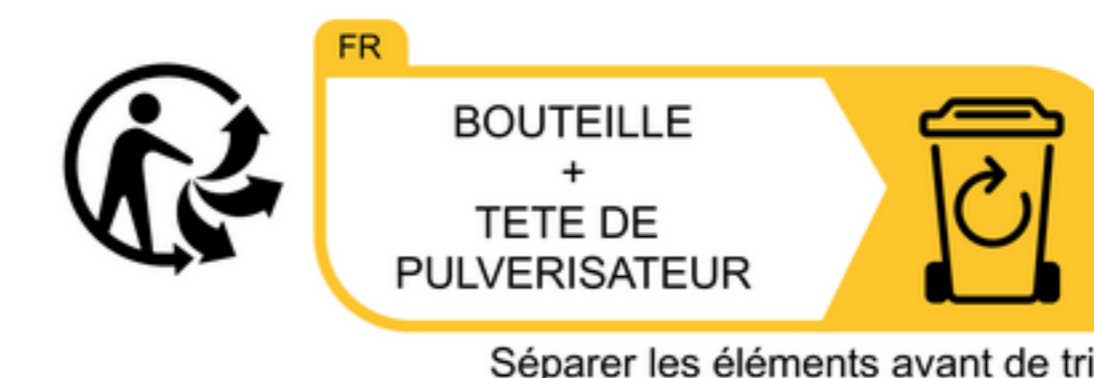 FR
BOUTEILLE
+
TETE DE
PULVERISATEUR
Séparer les éléments avant de tri